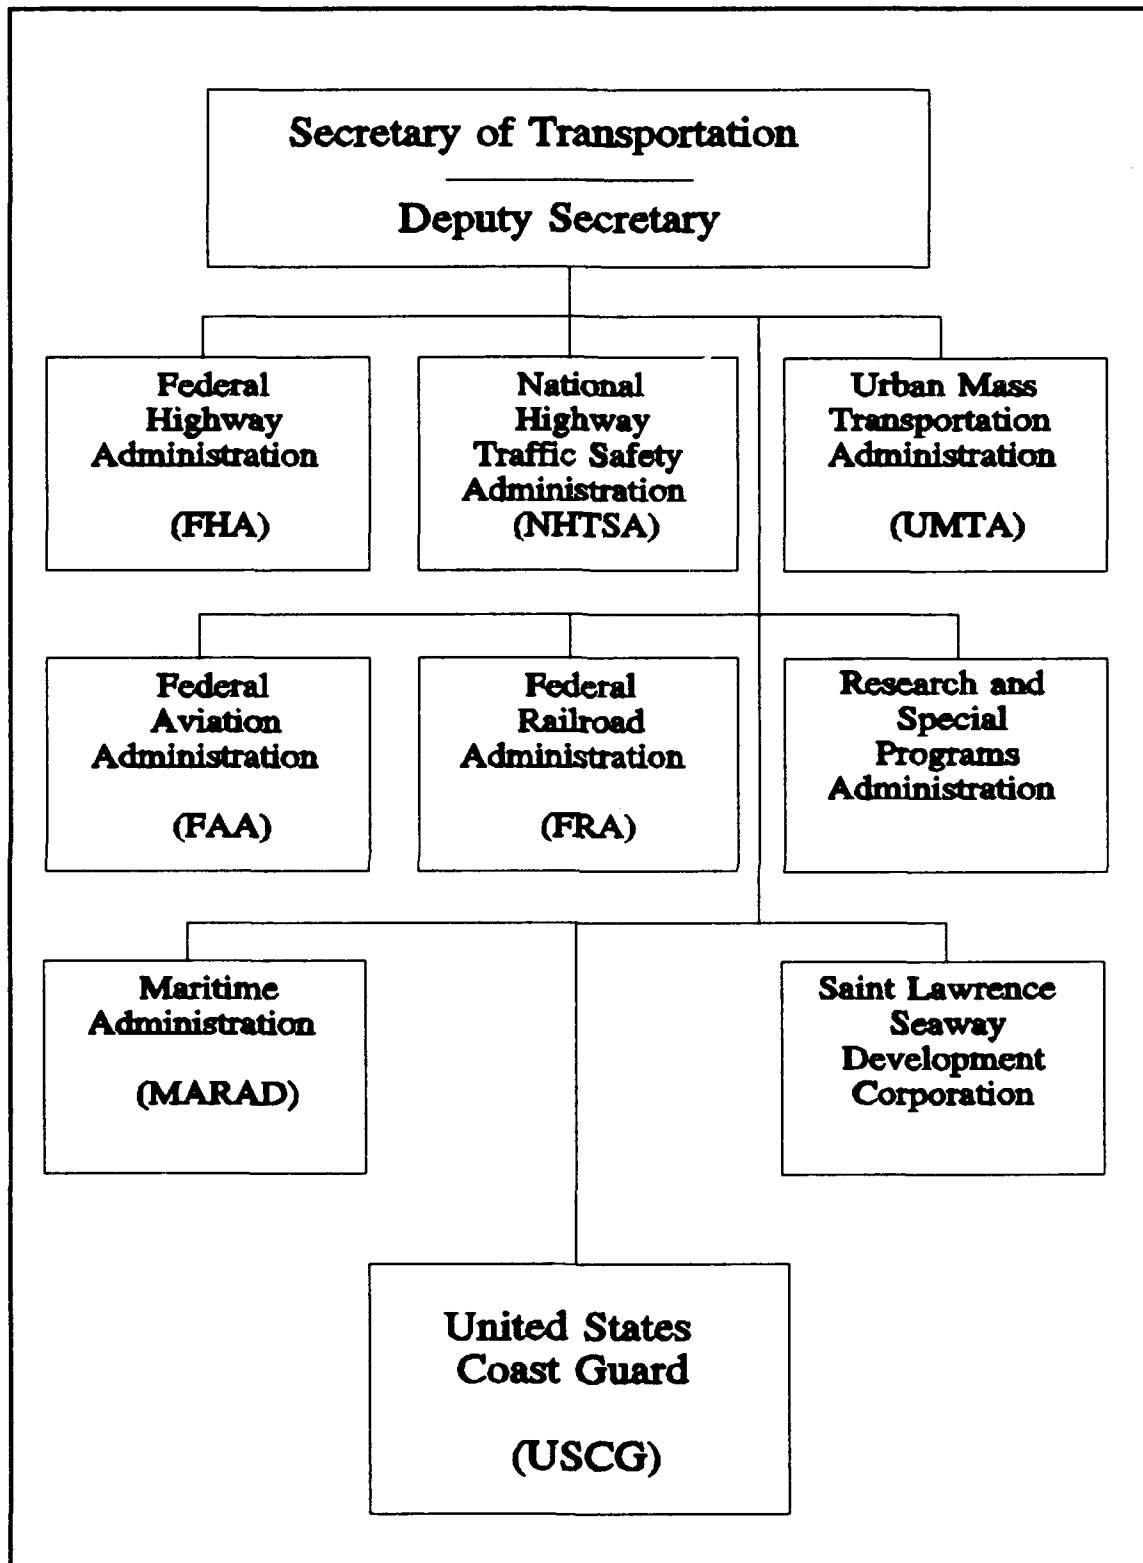 Secretary of Transportation
Deputy Secretary
Federal
Highway
Administration
(FHA)
National
Highway
Traffic Safety
Administration
(NHTSA)
Urban Mass
Transportation
Administration
(UMTA)
Federal
Aviation
Administration
(FAA)
Federal
Railroad
Administration
(FRA)
Research and
Special
Programs
Administration
Maritime
Administration
(MARAD)
Saint Lawrence
Seaway
Development
Corporation
United States
Coast Guard
(USCG)